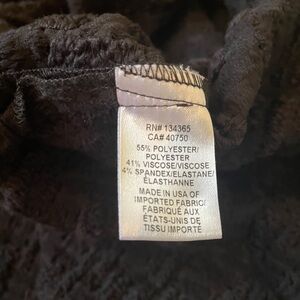 RN# 134365
CA# 40750
55% POLYESTER/
POLYESTER
41% VISCOSE/VISCOSE
4% SPANDEX/ELASTANE/
ÉLASTHANNE
MADE IN USA OF
IMPORTED FABRIC/
FABRIQUÉ AUX
ÉTATS-UNIS DE
TISSU IMPORTÉ